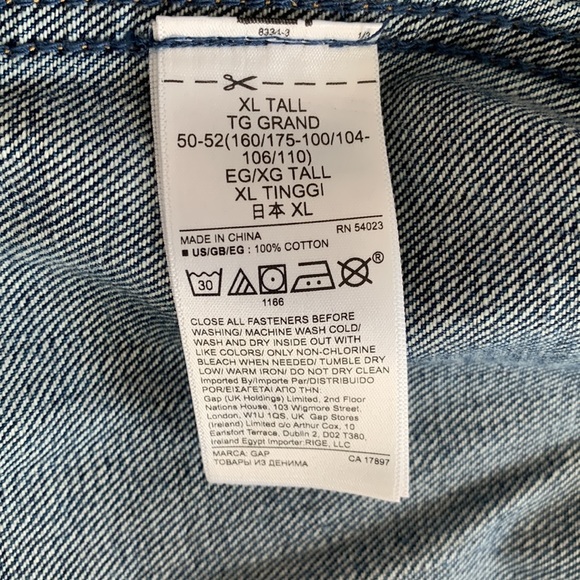 8334-3
1/3
XL TALL
TG GRAND
50-52(160/175-100/104-
106/110)
EG/XG TALL
XL TINGGI
日本 XL
MADE IN CHINA RN 54023
■ US/GB/EG : 100% COTTON
30
®
1166
CLOSE ALL FASTENERS BEFORE
WASHING/ MACHINE WASH COLD/
WASH AND DRY INSIDE OUT WITH
LIKE COLORS/ ONLY NON-CHLORINE
BLEACH WHEN NEEDED/ TUMBLE DRY
LOW/ WARM IRON/ DO NOT DRY CLEAN
Imported By/Importe Par/DISTRIBUIDO
POR/ΕΙΣΑΓΕΤΑΙ ΑΠΟ ΤΗΝ:
Gap (UK Holdings) Limited, 2nd Floor
Nations House, 103 Wigmore Street,
London, W1U 1QS, UK Gap Stores
(Ireland) Limited c/o Arthur Cox, 10
Earlsfort Terrace, Dublin 2, D02 T380,
Ireland Egypt Importer:RIGE, LLC
MARCA: GAP CA 17897
ТОВАРЫ ИЗ ДЕНИМА